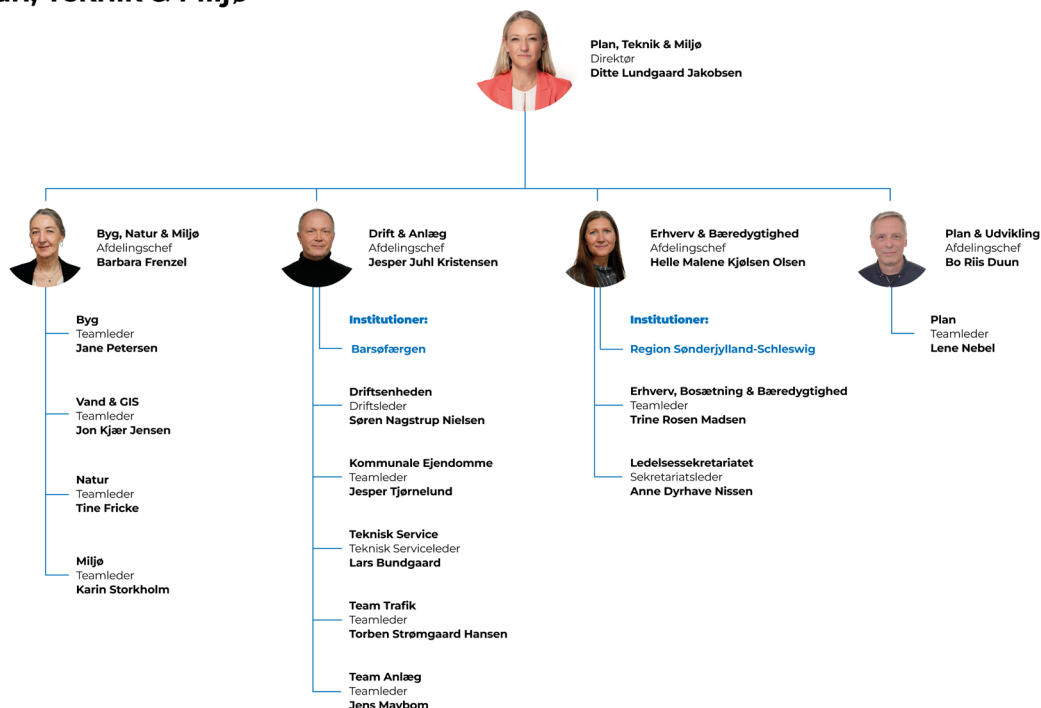 Teknik & Miljø
Plan, Teknik & Miljø
Direktør
Ditte Lundgaard Jakobsen
Byg, Natur & Miljø
Afdelingschef
Barbara Frenzel
Drift & Anlæg
Afdelingschef
Jesper Juhl Kristensen
Erhverv & Bæredygtighed
Afdelingschef
Helle Malene Kjølsen Olsen
Plan & Udvikling
Afdelingschef
Bo Riis Duun
Byg
Teamleder
Jane Petersen
Vand & GIS
Teamleder
Jon Kjær Jensen
Natur
Teamleder
Tine Fricke
Miljø
Teamleder
Karin Storkholm
Institutioner:
Barsøfærgen
Driftsenheden
Driftsleder
Søren Nagstrup Nielsen
Kommunale Ejendomme
Teamleder
Jesper Tjørnelund
Teknisk Service
Teknisk Serviceleder
Lars Bundgaard
Team Trafik
Teamleder
Torben Strømgaard Hansen
Team Anlæg
Teamleder
Jens Maybom
Institutioner:
Region Sønderjylland-Schleswig
Erhverv, Bosætning & Bæredygtighed
Teamleder
Trine Rosen Madsen
Ledelsessekretariatet
Sekretariatsleder
Anne Dyrhave Nissen
Plan
Teamleder
Lene Nebel